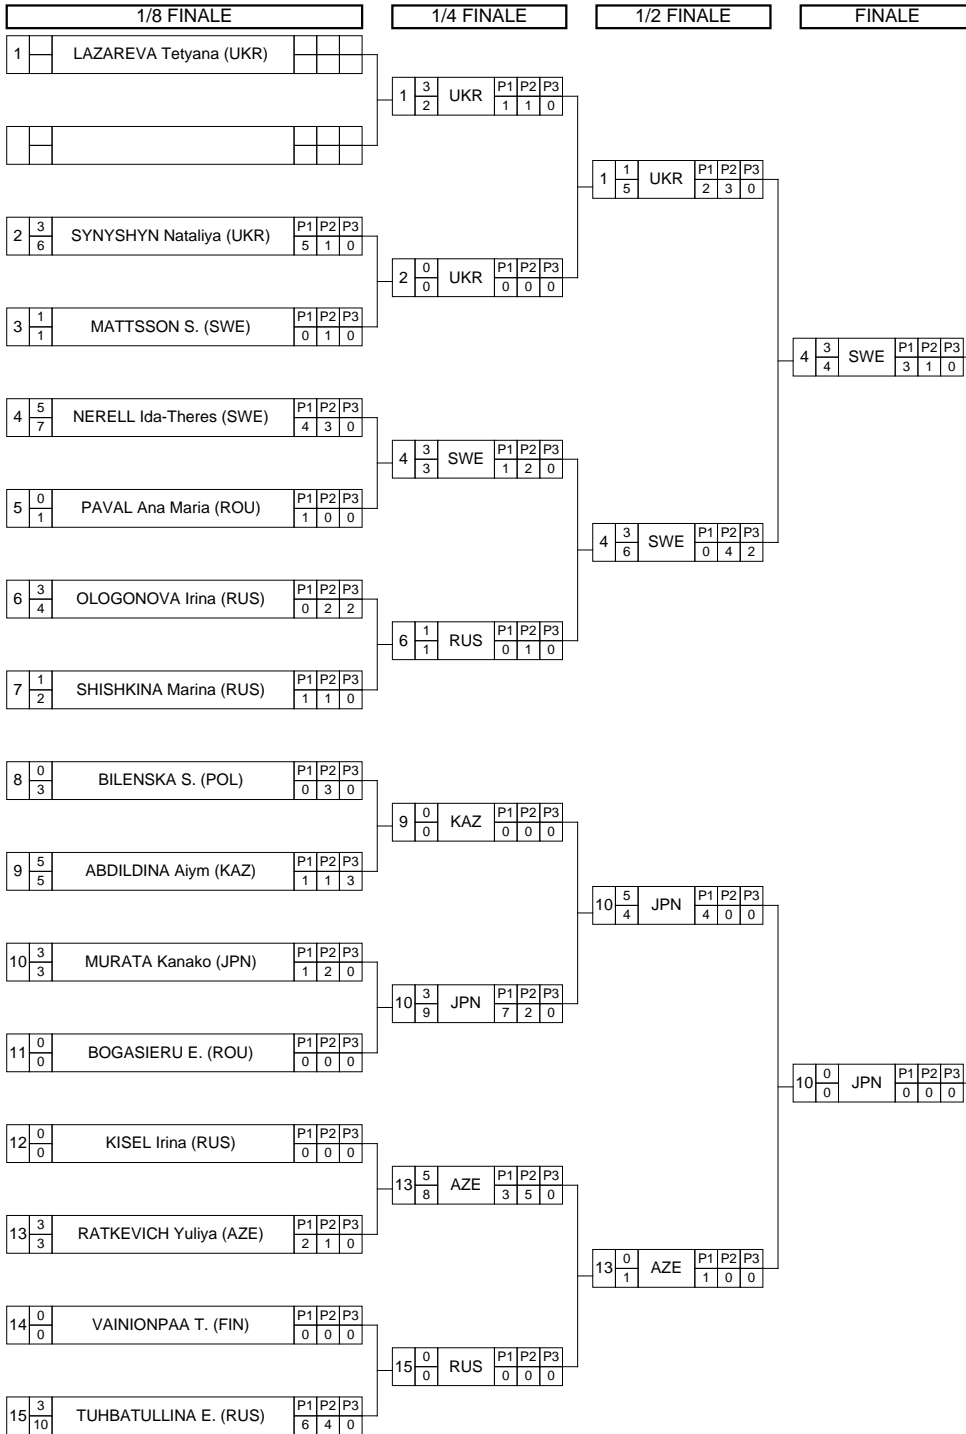 1/8 FINALE 1/4 FINALE 1/2 FINALE FINALE
1 LAZAREVA Tetyana (UKR)
1 3 2 UKR P1 P2 P3 1 1 0
1 1 5 UKR P1 P2 P3 2 3 0
2 3 6 SYNYSHYN Nataliya (UKR) P1 P2 P3 5 1 0
2 0 0 UKR P1 P2 P3 0 0 0
3 1 1 MATTSSON S. (SWE) P1 P2 P3 0 1 0
4 3 4 SWE P1 P2 P3 3 1 0
4 5 7 NERELL Ida-Theres (SWE) P1 P2 P3 4 3 0
4 3 3 SWE P1 P2 P3 1 2 0
5 0 1 PAVAL Ana Maria (ROU) P1 P2 P3 1 0 0
4 3 6 SWE P1 P2 P3 0 4 2
6 3 4 OLOGONOVA Irina (RUS) P1 P2 P3 0 2 2
6 1 1 RUS P1 P2 P3 0 1 0
7 1 2 SHISHKINA Marina (RUS) P1 P2 P3 1 1 0
8 0 3 BILENSKA S. (POL) P1 P2 P3 0 3 0
9 0 0 KAZ P1 P2 P3 0 0 0
9 5 5 ABDILDINA Aiym (KAZ) P1 P2 P3 1 1 3
10 5 4 JPN P1 P2 P3 4 0 0
10 3 3 MURATA Kanako (JPN) P1 P2 P3 1 2 0
10 3 9 JPN P1 P2 P3 7 2 0
11 0 0 BOGASIERU E. (ROU) P1 P2 P3 0 0 0
10 0 0 JPN P1 P2 P3 0 0 0
12 0 0 KISEL Irina (RUS) P1 P2 P3 0 0 0
13 5 8 AZE P1 P2 P3 3 5 0
13 3 3 RATKEVICH Yuliya (AZE) P1 P2 P3 2 1 0
13 0 1 AZE P1 P2 P3 1 0 0
14 0 0 VAINIONPAA T. (FIN) P1 P2 P3 0 0 0
15 0 0 RUS P1 P2 P3 0 0 0
15 3 10 TUHBATULLINA E. (RUS) P1 P2 P3 6 4 0